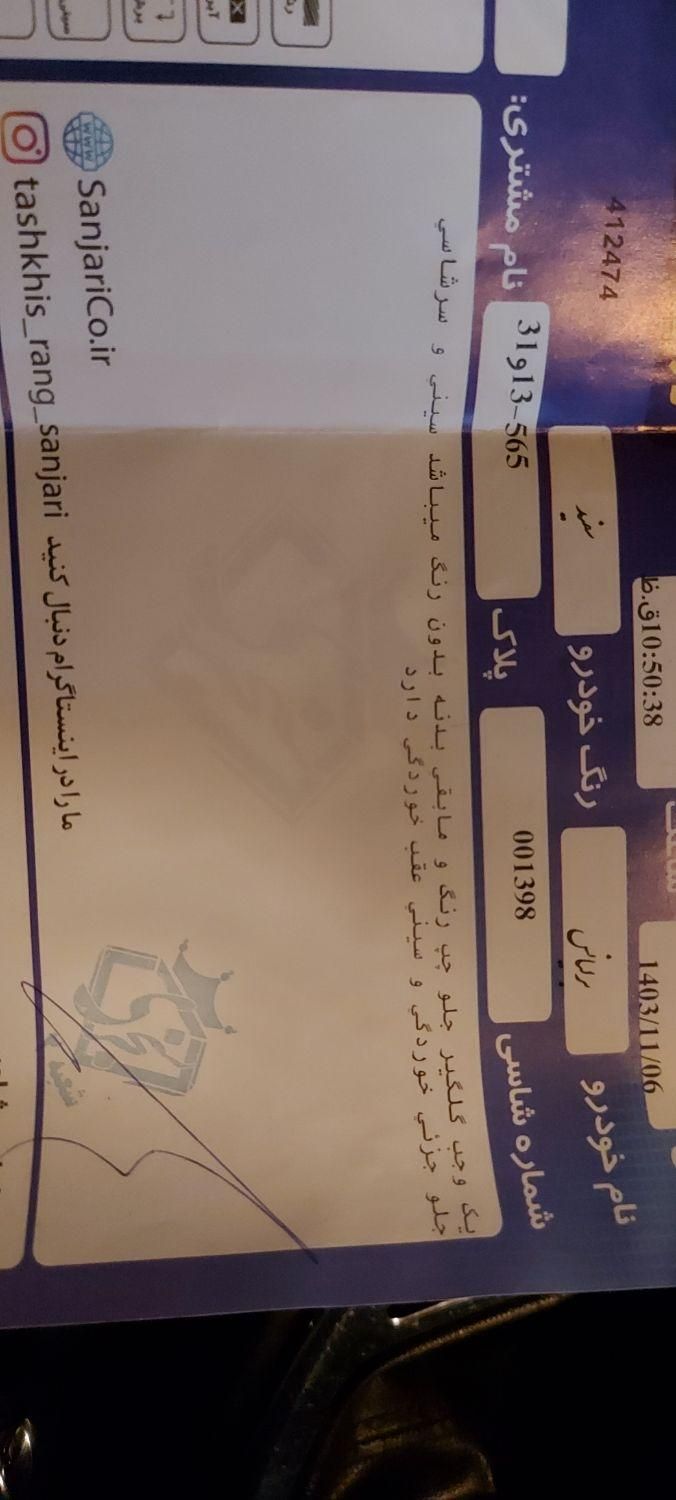 412474
1403/11/06
10:50:38ق.ظ
نام خودرو
رنگ خودرو
سفید
شماره شاسی 001398
پلاک 31و13-565
نام مشتری:
یک وجب گلگیر جلو چپ رنگ و مابقی بدنه بدون رنگ میباشد سینی و سرشاسی
جلو جزئی خوردگی و سینی عقب خوردگی دارد
SanjariCo.ir
tashkhis_rang_sanjari ما را در اینستاگرام دنبال کنید